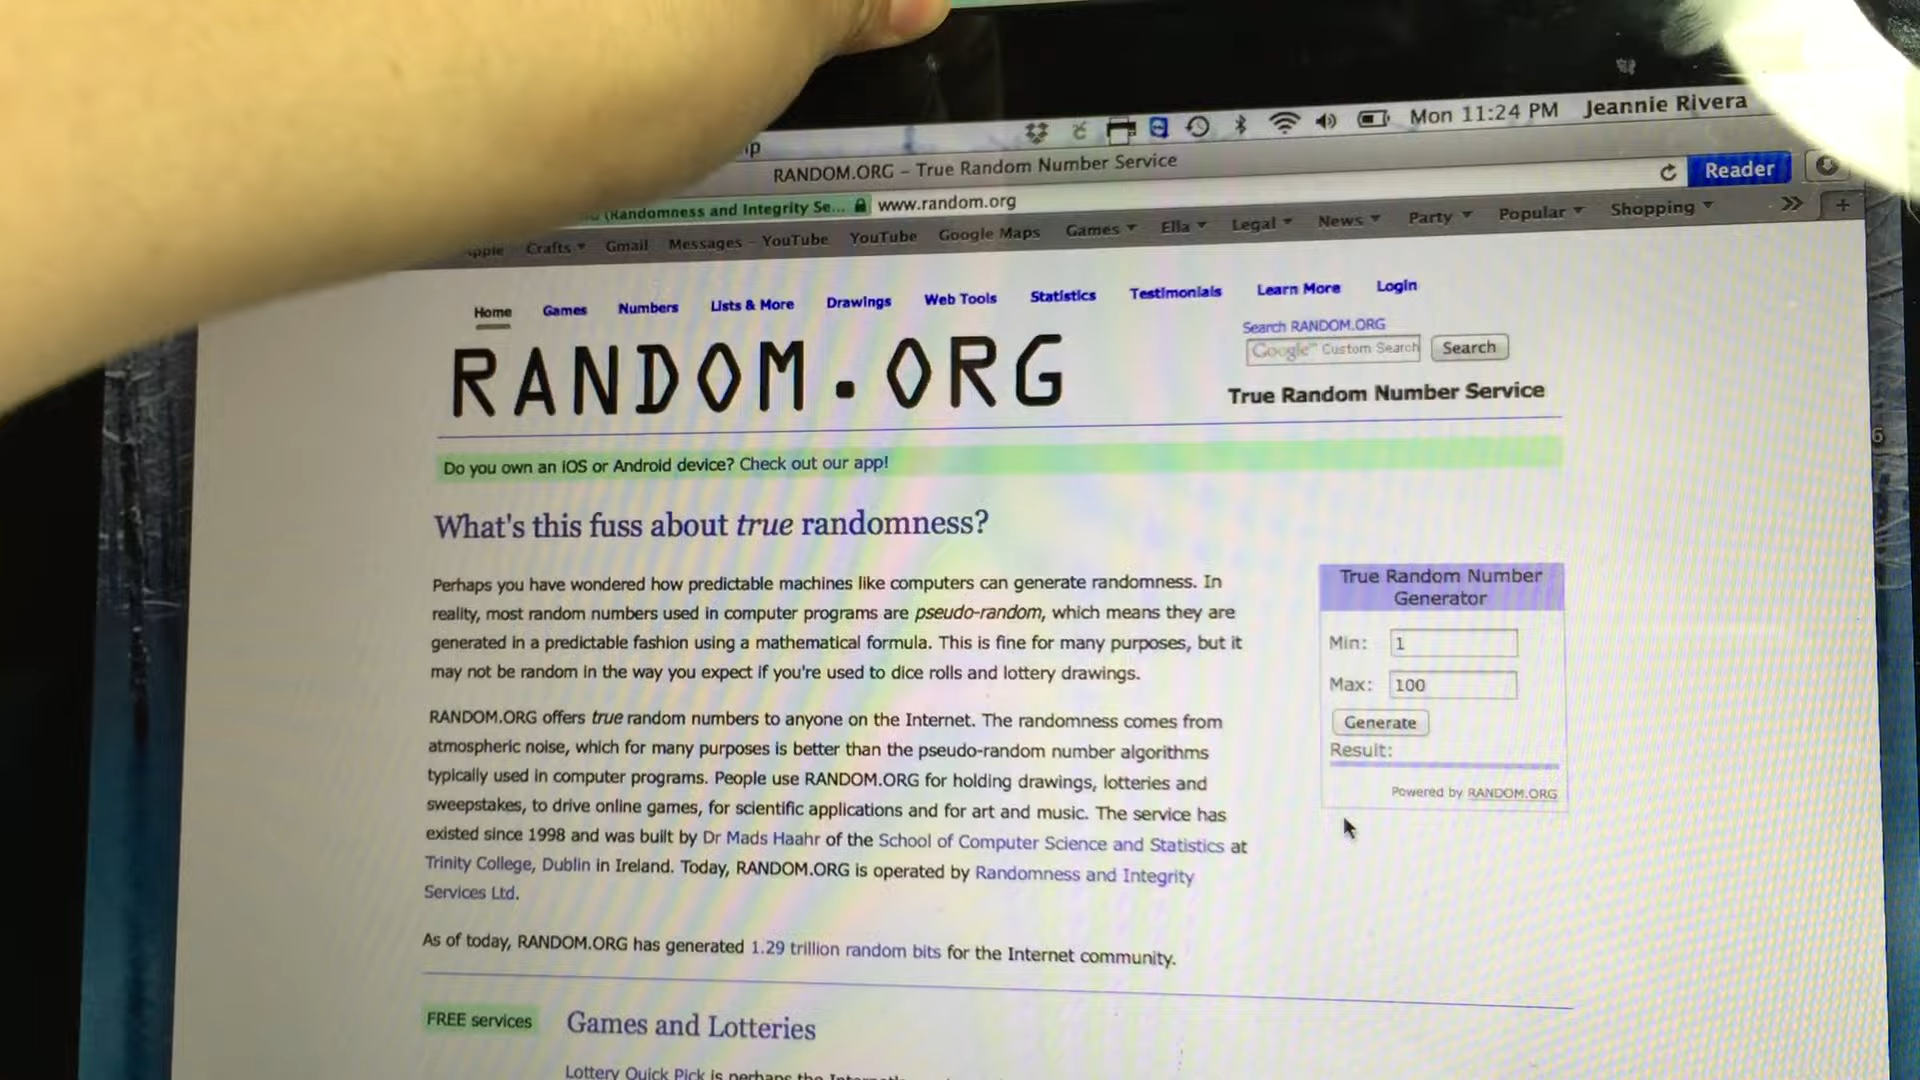 Mon 11:24 PM Jeannie Rivera
RANDOM.ORG – True Random Number Service
(Randomness and Integrity Se... www.random.org
Reader
Crafts Gmail Messages – YouTube YouTube Google Maps Games Ella Legal News Party Popular Shopping
Home Games Numbers Lists & More Drawings Web Tools Statistics Testimonials Learn More Login
Search RANDOM.ORG
Google™ Custom Search Search
RANDOM.ORG
True Random Number Service
Do you own an iOS or Android device? Check out our app!
What's this fuss about true randomness?
Perhaps you have wondered how predictable machines like computers can generate randomness. In
reality, most random numbers used in computer programs are pseudo-random, which means they are
generated in a predictable fashion using a mathematical formula. This is fine for many purposes, but it
may not be random in the way you expect if you're used to dice rolls and lottery drawings.
RANDOM.ORG offers true random numbers to anyone on the Internet. The randomness comes from
atmospheric noise, which for many purposes is better than the pseudo-random number algorithms
typically used in computer programs. People use RANDOM.ORG for holding drawings, lotteries and
sweepstakes, to drive online games, for scientific applications and for art and music. The service has
existed since 1998 and was built by Dr Mads Haahr of the School of Computer Science and Statistics at
Trinity College, Dublin in Ireland. Today, RANDOM.ORG is operated by Randomness and Integrity
Services Ltd.
As of today, RANDOM.ORG has generated 1.29 trillion random bits for the Internet community.
True Random Number
Generator
Min: 1
Max: 100
Generate
Result:
Powered by RANDOM.ORG
FREE services
Games and Lotteries
Lottery Quick Pick is perhaps the